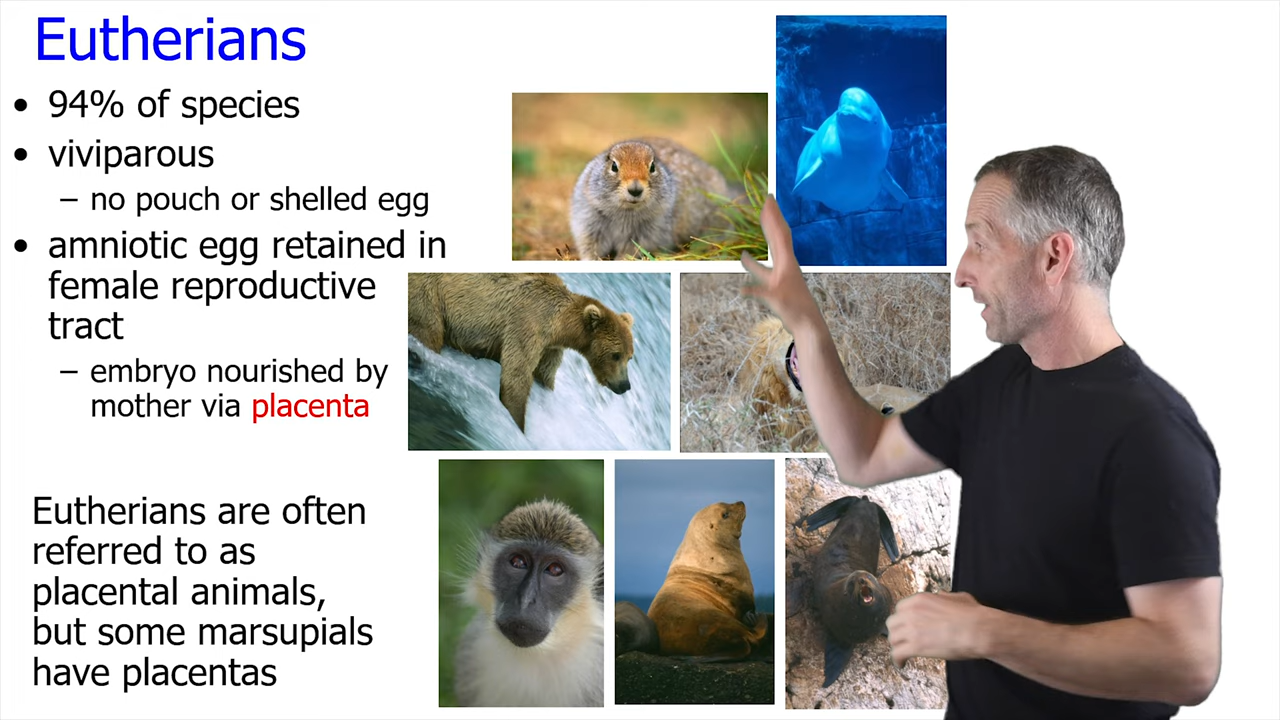 Eutherians
• 94% of species
• viviparous
– no pouch or shelled egg
• amniotic egg retained in
female reproductive
tract
– embryo nourished by
mother via placenta
Eutherians are often
referred to as
placental animals,
but some marsupials
have placentas